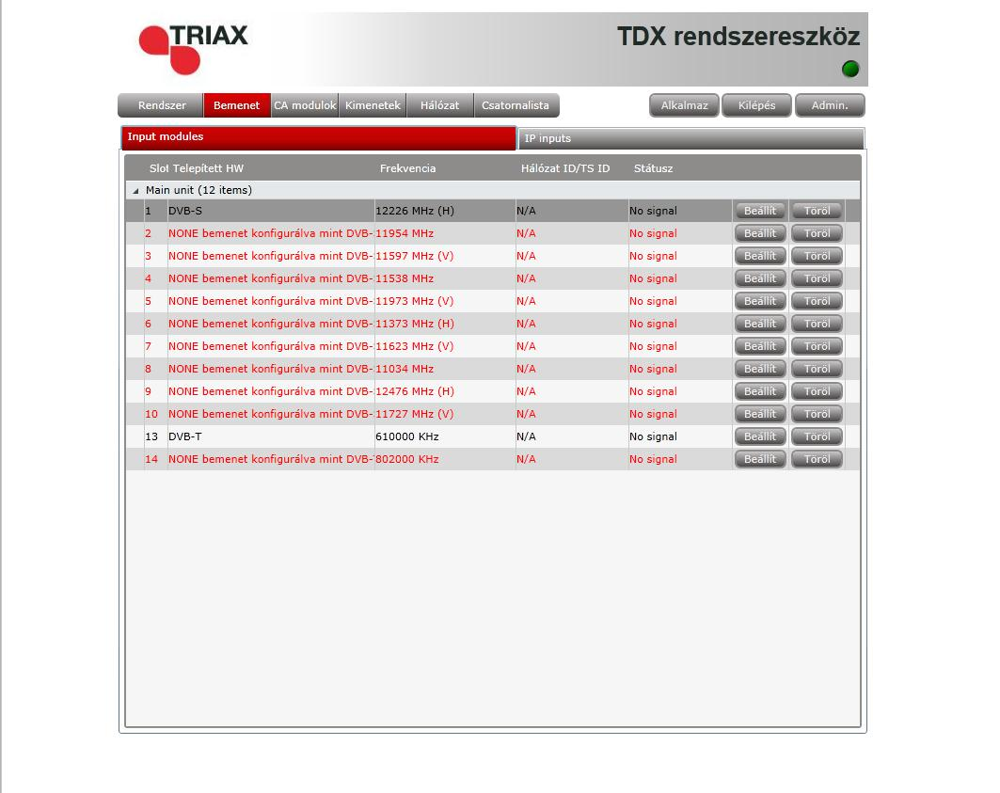 TRIAX
TDX rendszereszköz
Rendszer Bemenet CA modulok Kimenetek Hálózat Csatornalista Alkalmaz Kilépés Admin.
Input modules IP inputs
Slot Telepített HW Frekvencia Hálózat ID/TS ID Státusz
Main unit (12 items)
1 DVB-S 12226 MHz (H) N/A No signal Beállít Töröl
2 NONE bemenet konfigurálva mint DVB- 11954 MHz N/A No signal Beállít Töröl
3 NONE bemenet konfigurálva mint DVB- 11597 MHz (V) N/A No signal Beállít Töröl
4 NONE bemenet konfigurálva mint DVB- 11538 MHz N/A No signal Beállít Töröl
5 NONE bemenet konfigurálva mint DVB- 11973 MHz (V) N/A No signal Beállít Töröl
6 NONE bemenet konfigurálva mint DVB- 11373 MHz (H) N/A No signal Beállít Töröl
7 NONE bemenet konfigurálva mint DVB- 11623 MHz (V) N/A No signal Beállít Töröl
8 NONE bemenet konfigurálva mint DVB- 11034 MHz N/A No signal Beállít Töröl
9 NONE bemenet konfigurálva mint DVB- 12476 MHz (H) N/A No signal Beállít Töröl
10 NONE bemenet konfigurálva mint DVB- 11727 MHz (V) N/A No signal Beállít Töröl
13 DVB-T 610000 KHz N/A No signal Beállít Töröl
14 NONE bemenet konfigurálva mint DVB- 802000 KHz N/A No signal Beállít Töröl